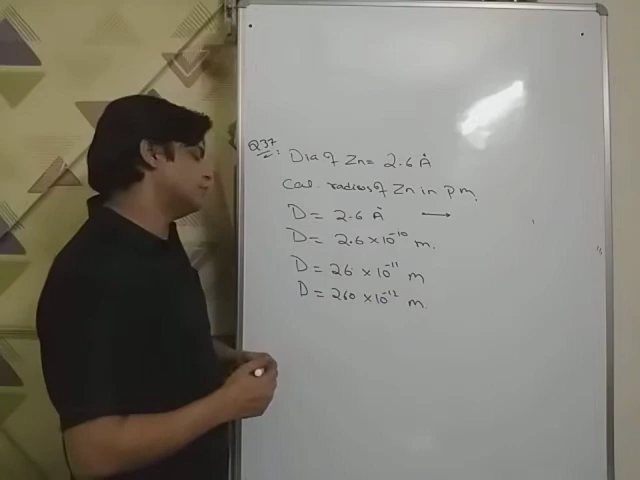 Q37 :
Dia of Zn = 2.6 Å
Cal. radius of Zn in pm.
D = 2.6 Å →
D = 2.6 × 10⁻¹⁰ m.
D = 26 × 10⁻¹¹ m
D = 260 × 10⁻¹² m.